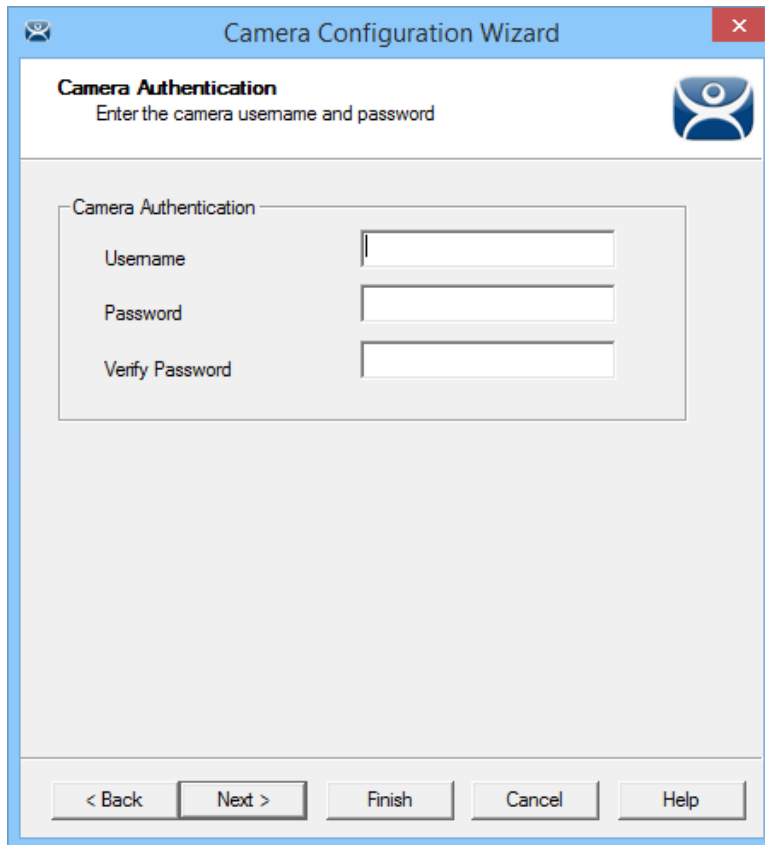 Camera Configuration Wizard
Camera Authentication
Enter the camera username and password
Camera Authentication
Username
Password
Verify Password
< Back Next > Finish Cancel Help